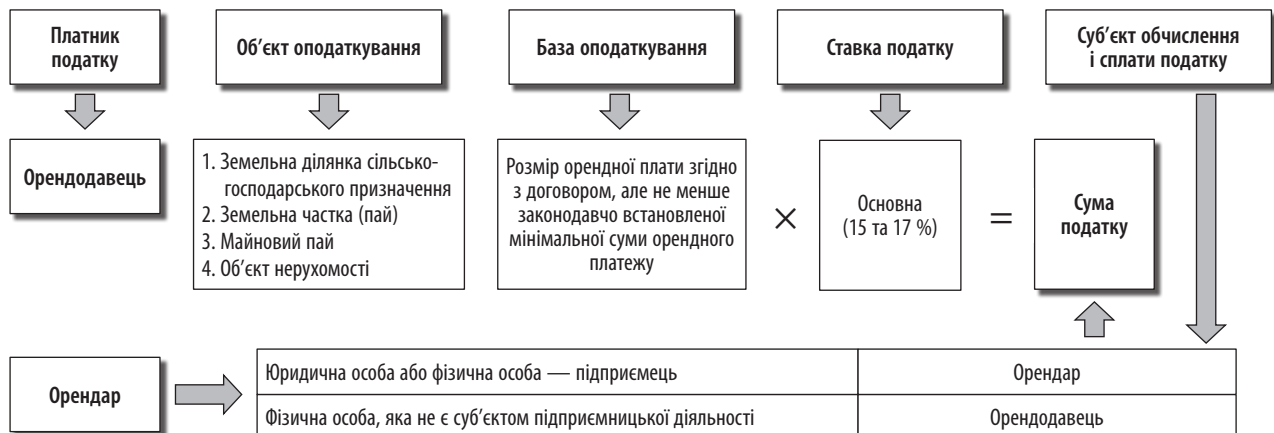 Платник
податку
Об’єкт оподаткування
База оподаткування
Ставка податку
Суб’єкт обчислення
і сплати податку
Орендодавець
1. Земельна ділянка сільсько-
господарського призначення
2. Земельна частка (пай)
3. Майновий пай
4. Об’єкт нерухомості
Розмір орендної плати згідно
з договором, але не менше
законодавчо встановленої
мінімальної суми орендного
платежу
×
Основна
(15 та 17 %)
=
Сума
податку
Орендар
Юридична особа або фізична особа — підприємець
Орендар
Фізична особа, яка не є суб’єктом підприємницької діяльності
Орендодавець